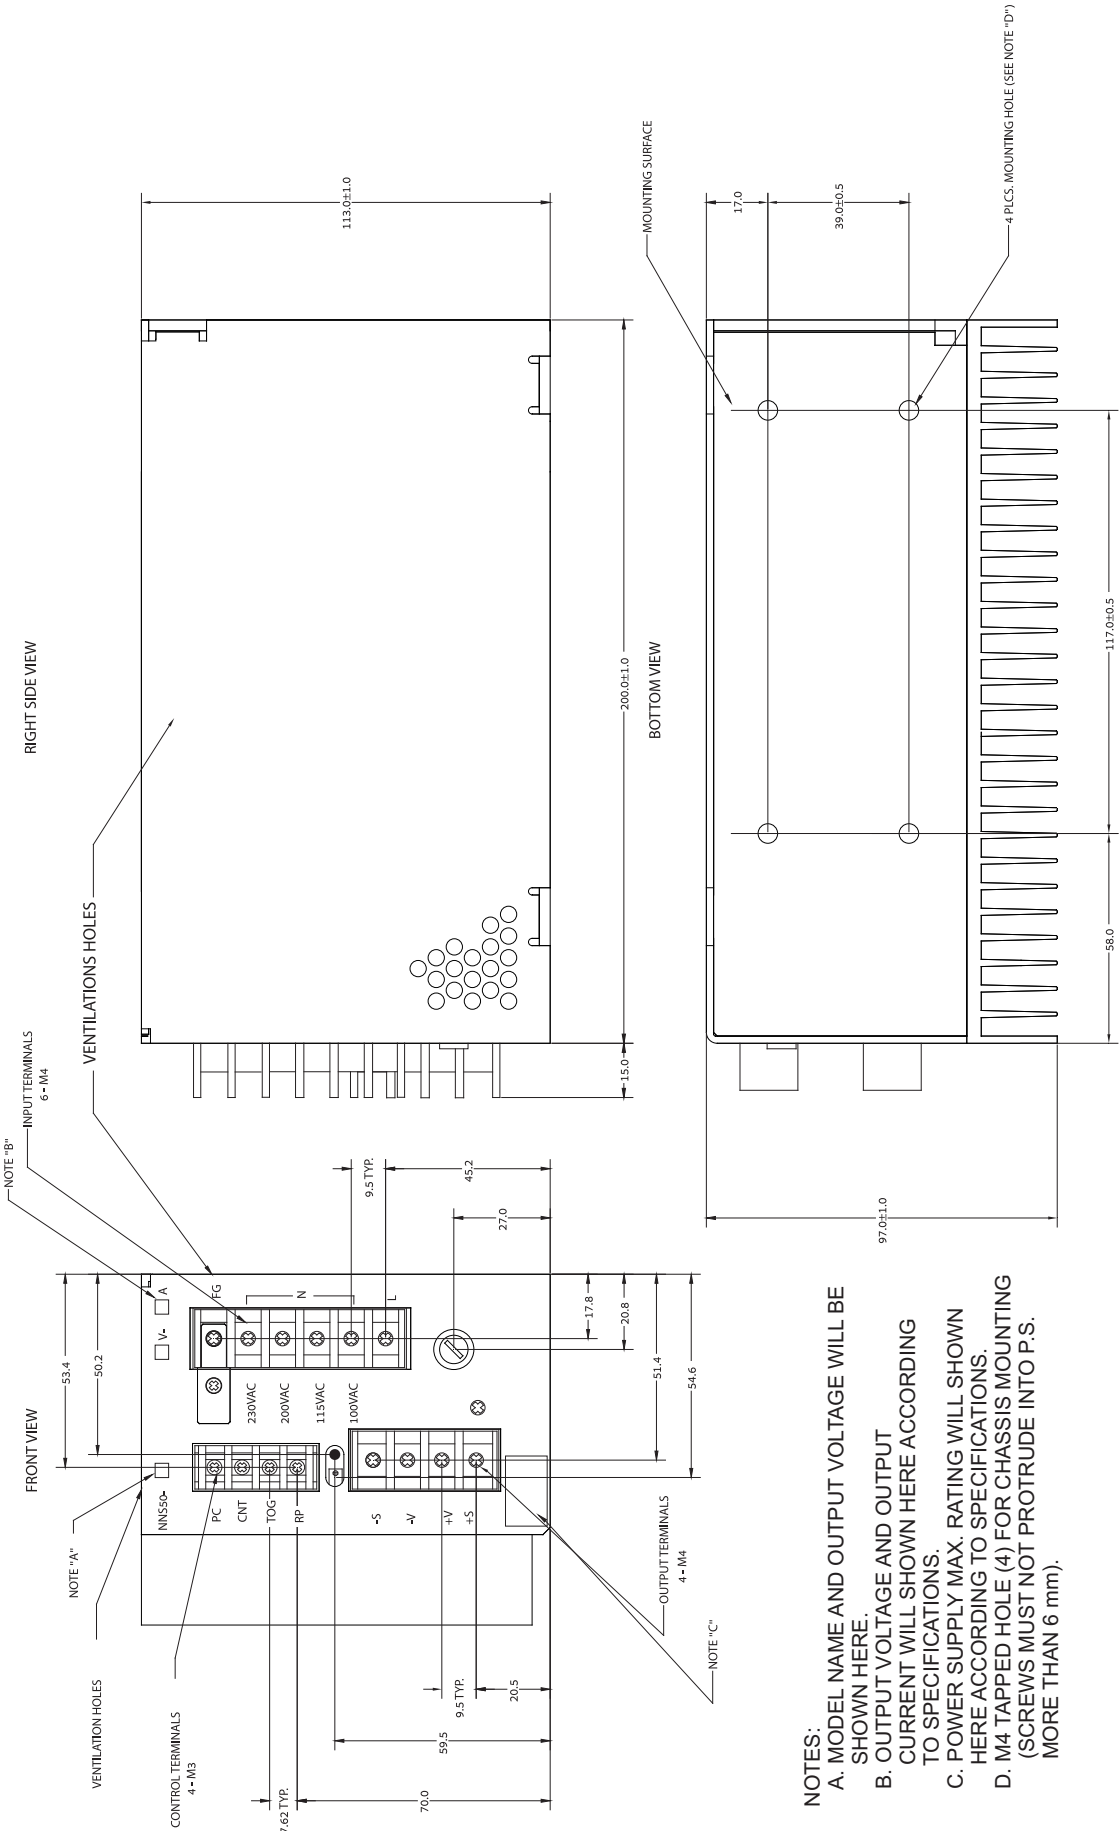 FRONT VIEW
NOTE "A"
VENTILATION HOLES
CONTROL TERMINALS
4 - M3
7.62 TYP.
70.0
59.5
9.5 TYP.
20.5
NOTE "C"
OUTPUT TERMINALS
4 - M4
53.4
50.2
NNS50-
V-
A
PC
CNT
TOG
RP
-S
-V
+V
+S
FG
N
L
230VAC
200VAC
115VAC
100VAC
17.8
20.8
51.4
54.6
27.0
45.2
9.5 TYP.
NOTE "B"
INPUT TERMINALS
6 - M4
VENTILATIONS HOLES
RIGHT SIDE VIEW
15.0
200.0±1.0
113.0±1.0
BOTTOM VIEW
MOUNTING SURFACE
17.0
39.0±0.5
4 PLCS. MOUNTING HOLE (SEE NOTE "D")
97.0±1.0
58.0
117.0±0.5
NOTES:
A. MODEL NAME AND OUTPUT VOLTAGE WILL BE
SHOWN HERE.
B. OUTPUT VOLTAGE AND OUTPUT
CURRENT WILL SHOWN HERE ACCORDING
TO SPECIFICATIONS.
C. POWER SUPPLY MAX. RATING WILL SHOWN
HERE ACCORDING TO SPECIFICATIONS.
D. M4 TAPPED HOLE (4) FOR CHASSIS MOUNTING
(SCREWS MUST NOT PROTRUDE INTO P.S.
MORE THAN 6 mm).